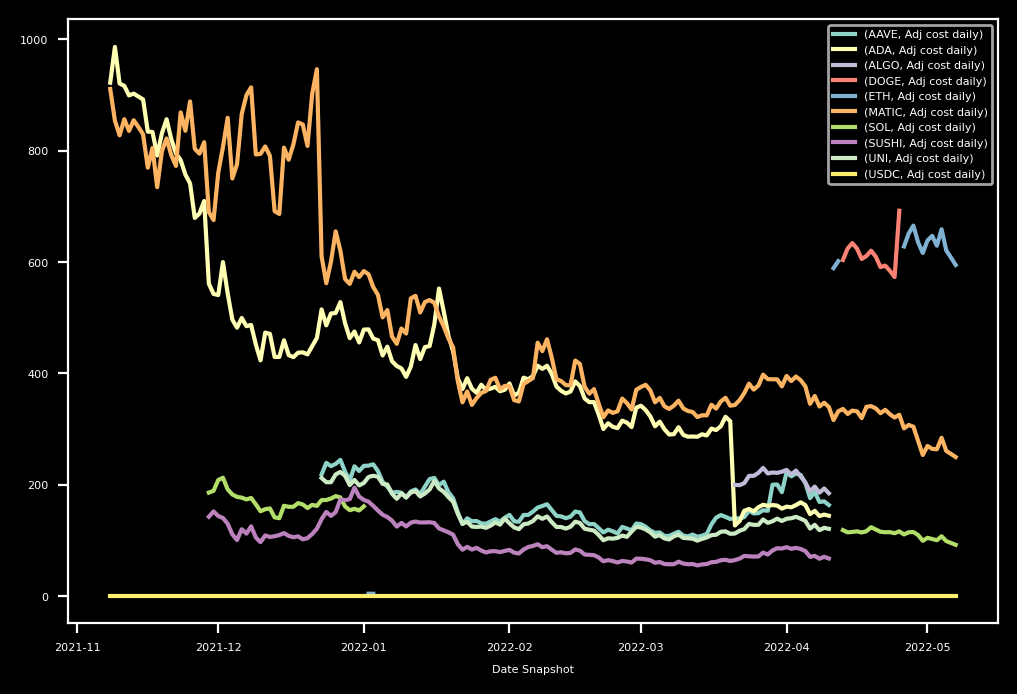 1000
800
600
400
200
0
2021-11
2021-12
2022-01
2022-02
2022-03
2022-04
2022-05
Date Snapshot
(AAVE, Adj cost daily)
(ADA, Adj cost daily)
(ALGO, Adj cost daily)
(DOGE, Adj cost daily)
(ETH, Adj cost daily)
(MATIC, Adj cost daily)
(SOL, Adj cost daily)
(SUSHI, Adj cost daily)
(UNI, Adj cost daily)
(USDC, Adj cost daily)